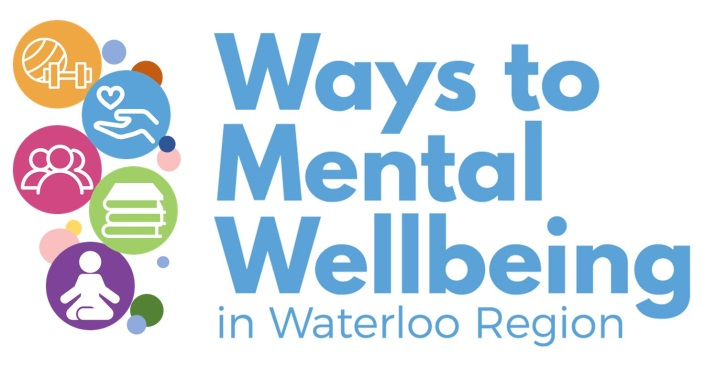 Ways to
Mental
Wellbeing
in Waterloo Region